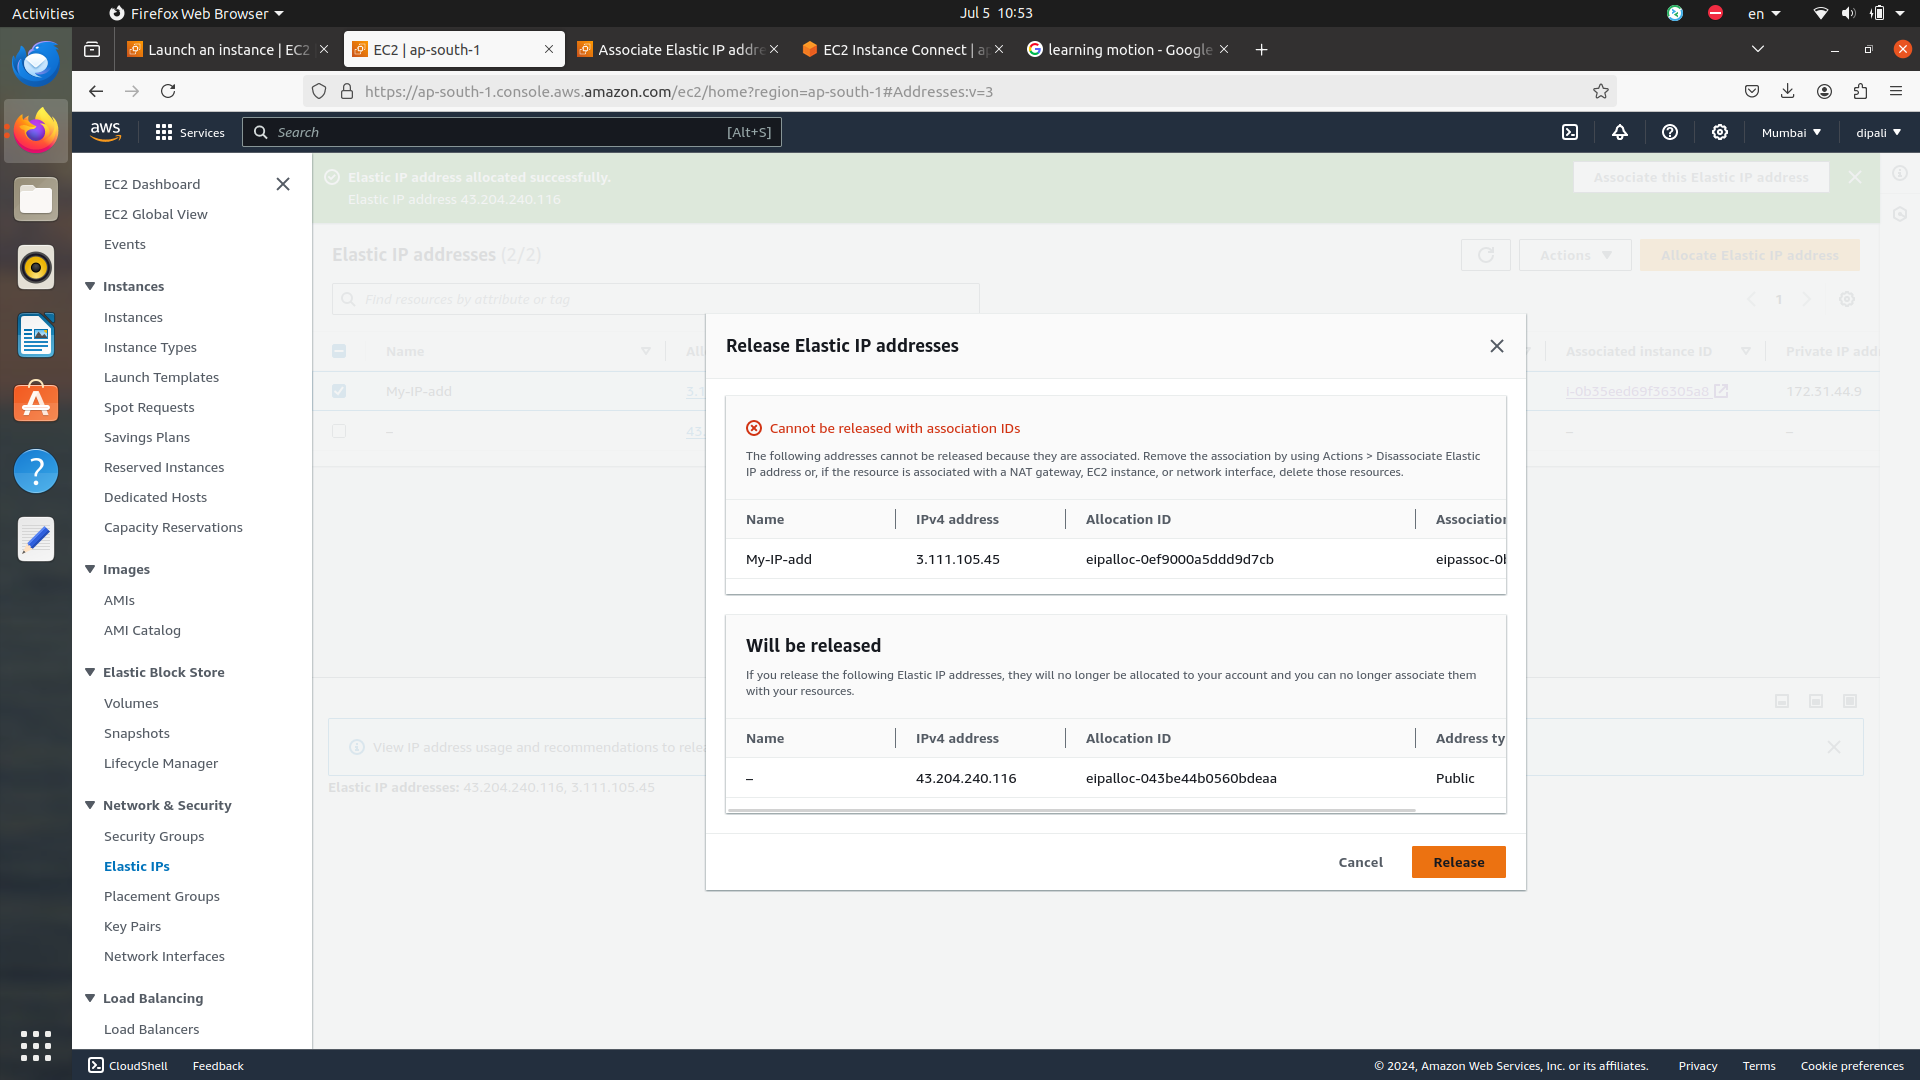 Activities
Firefox Web Browser
Jul 5 10:53
en
Launch an instance | EC2
EC2 | ap-south-1
Associate Elastic IP addre
EC2 Instance Connect | ap
learning motion - Google
https://ap-south-1.console.aws.amazon.com/ec2/home?region=ap-south-1#Addresses:v=3
aws
Services
Search
[Alt+S]
Mumbai
dipali
EC2 Dashboard
EC2 Global View
Events
Instances
Instances
Instance Types
Launch Templates
Spot Requests
Savings Plans
Reserved Instances
Dedicated Hosts
Capacity Reservations
Images
AMIs
AMI Catalog
Elastic Block Store
Volumes
Snapshots
Lifecycle Manager
Network & Security
Security Groups
Elastic IPs
Placement Groups
Key Pairs
Network Interfaces
Load Balancing
Load Balancers
Elastic IP address allocated successfully.
Elastic IP address 43.204.240.116
Associate this Elastic IP address
Elastic IP addresses (2/2)
Actions
Allocate Elastic IP address
Find resources by attribute or tag
1
Name
All
Associated instance ID
Private IP addr
My-IP-add
3.1
i-0b35eed69f36305a8
172.31.44.9
–
43.
–
–
View IP address usage and recommendations to relea
Elastic IP addresses: 43.204.240.116, 3.111.105.45
Release Elastic IP addresses
Cannot be released with association IDs
The following addresses cannot be released because they are associated. Remove the association by using Actions > Disassociate Elastic
IP address or, if the resource is associated with a NAT gateway, EC2 instance, or network interface, delete those resources.
Name
IPv4 address
Allocation ID
Association
My-IP-add
3.111.105.45
eipalloc-0ef9000a5ddd9d7cb
eipassoc-0b
Will be released
If you release the following Elastic IP addresses, they will no longer be allocated to your account and you can no longer associate them
with your resources.
Name
IPv4 address
Allocation ID
Address ty
–
43.204.240.116
eipalloc-043be44b0560bdeaa
Public
Cancel
Release
CloudShell
Feedback
© 2024, Amazon Web Services, Inc. or its affiliates.
Privacy
Terms
Cookie preferences